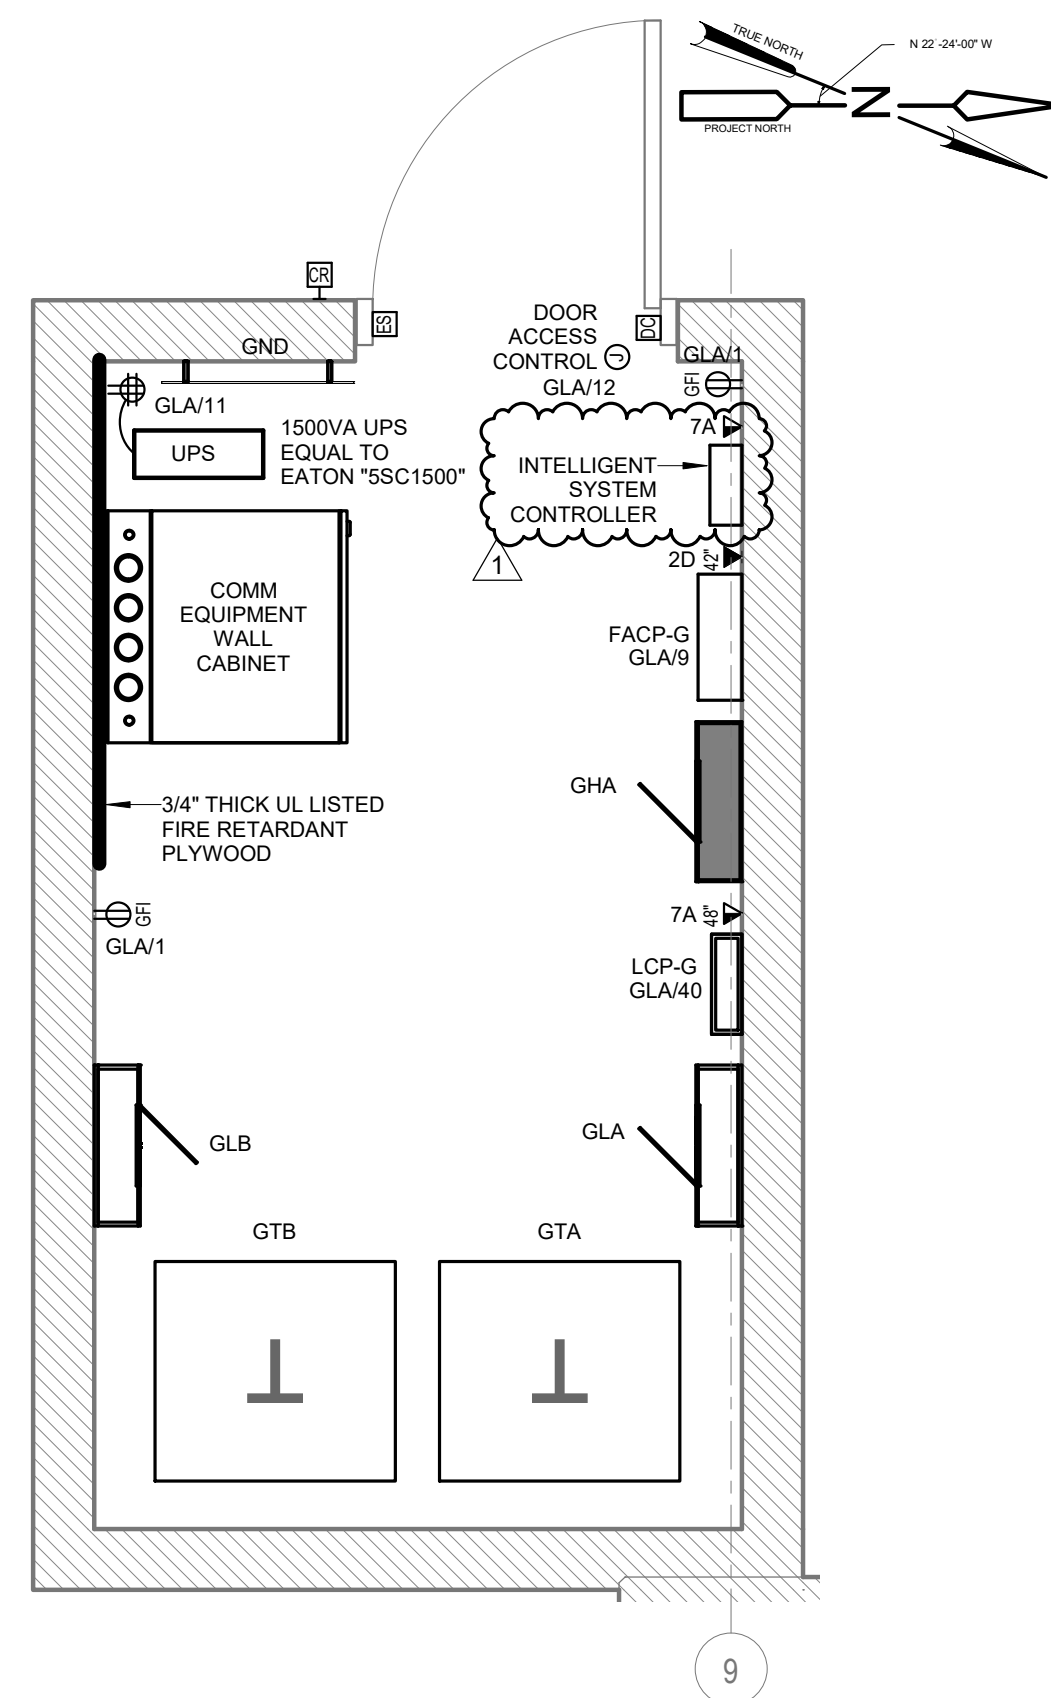 TRUE NORTH
N 22°-24'-00" W
N
PROJECT NORTH
CR
ES
DOOR
ACCESS
CONTROL J
GLA/12
DC
GND
GLA/1
GFI
GLA/11
UPS
1500VA UPS
EQUAL TO
EATON "5SC1500"
7A
INTELLIGENT
SYSTEM
CONTROLLER
1
2D 42"
COMM
EQUIPMENT
WALL
CABINET
FACP-G
GLA/9
GHA
3/4" THICK UL LISTED
FIRE RETARDANT
PLYWOOD
GFI
GLA/1
7A 48"
LCP-G
GLA/40
GLB
GLA
GTB
GTA
T
T
9